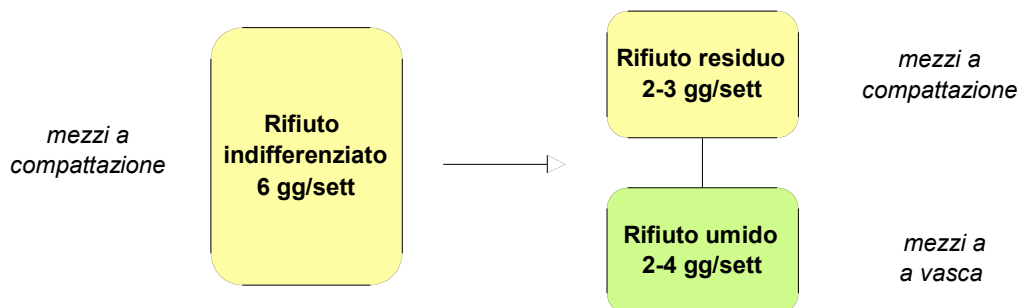 mezzi a
compattazione
Rifiuto
indifferenziato
6 gg/sett
Rifiuto residuo
2-3 gg/sett
mezzi a
compattazione
Rifiuto umido
2-4 gg/sett
mezzi a
a vasca